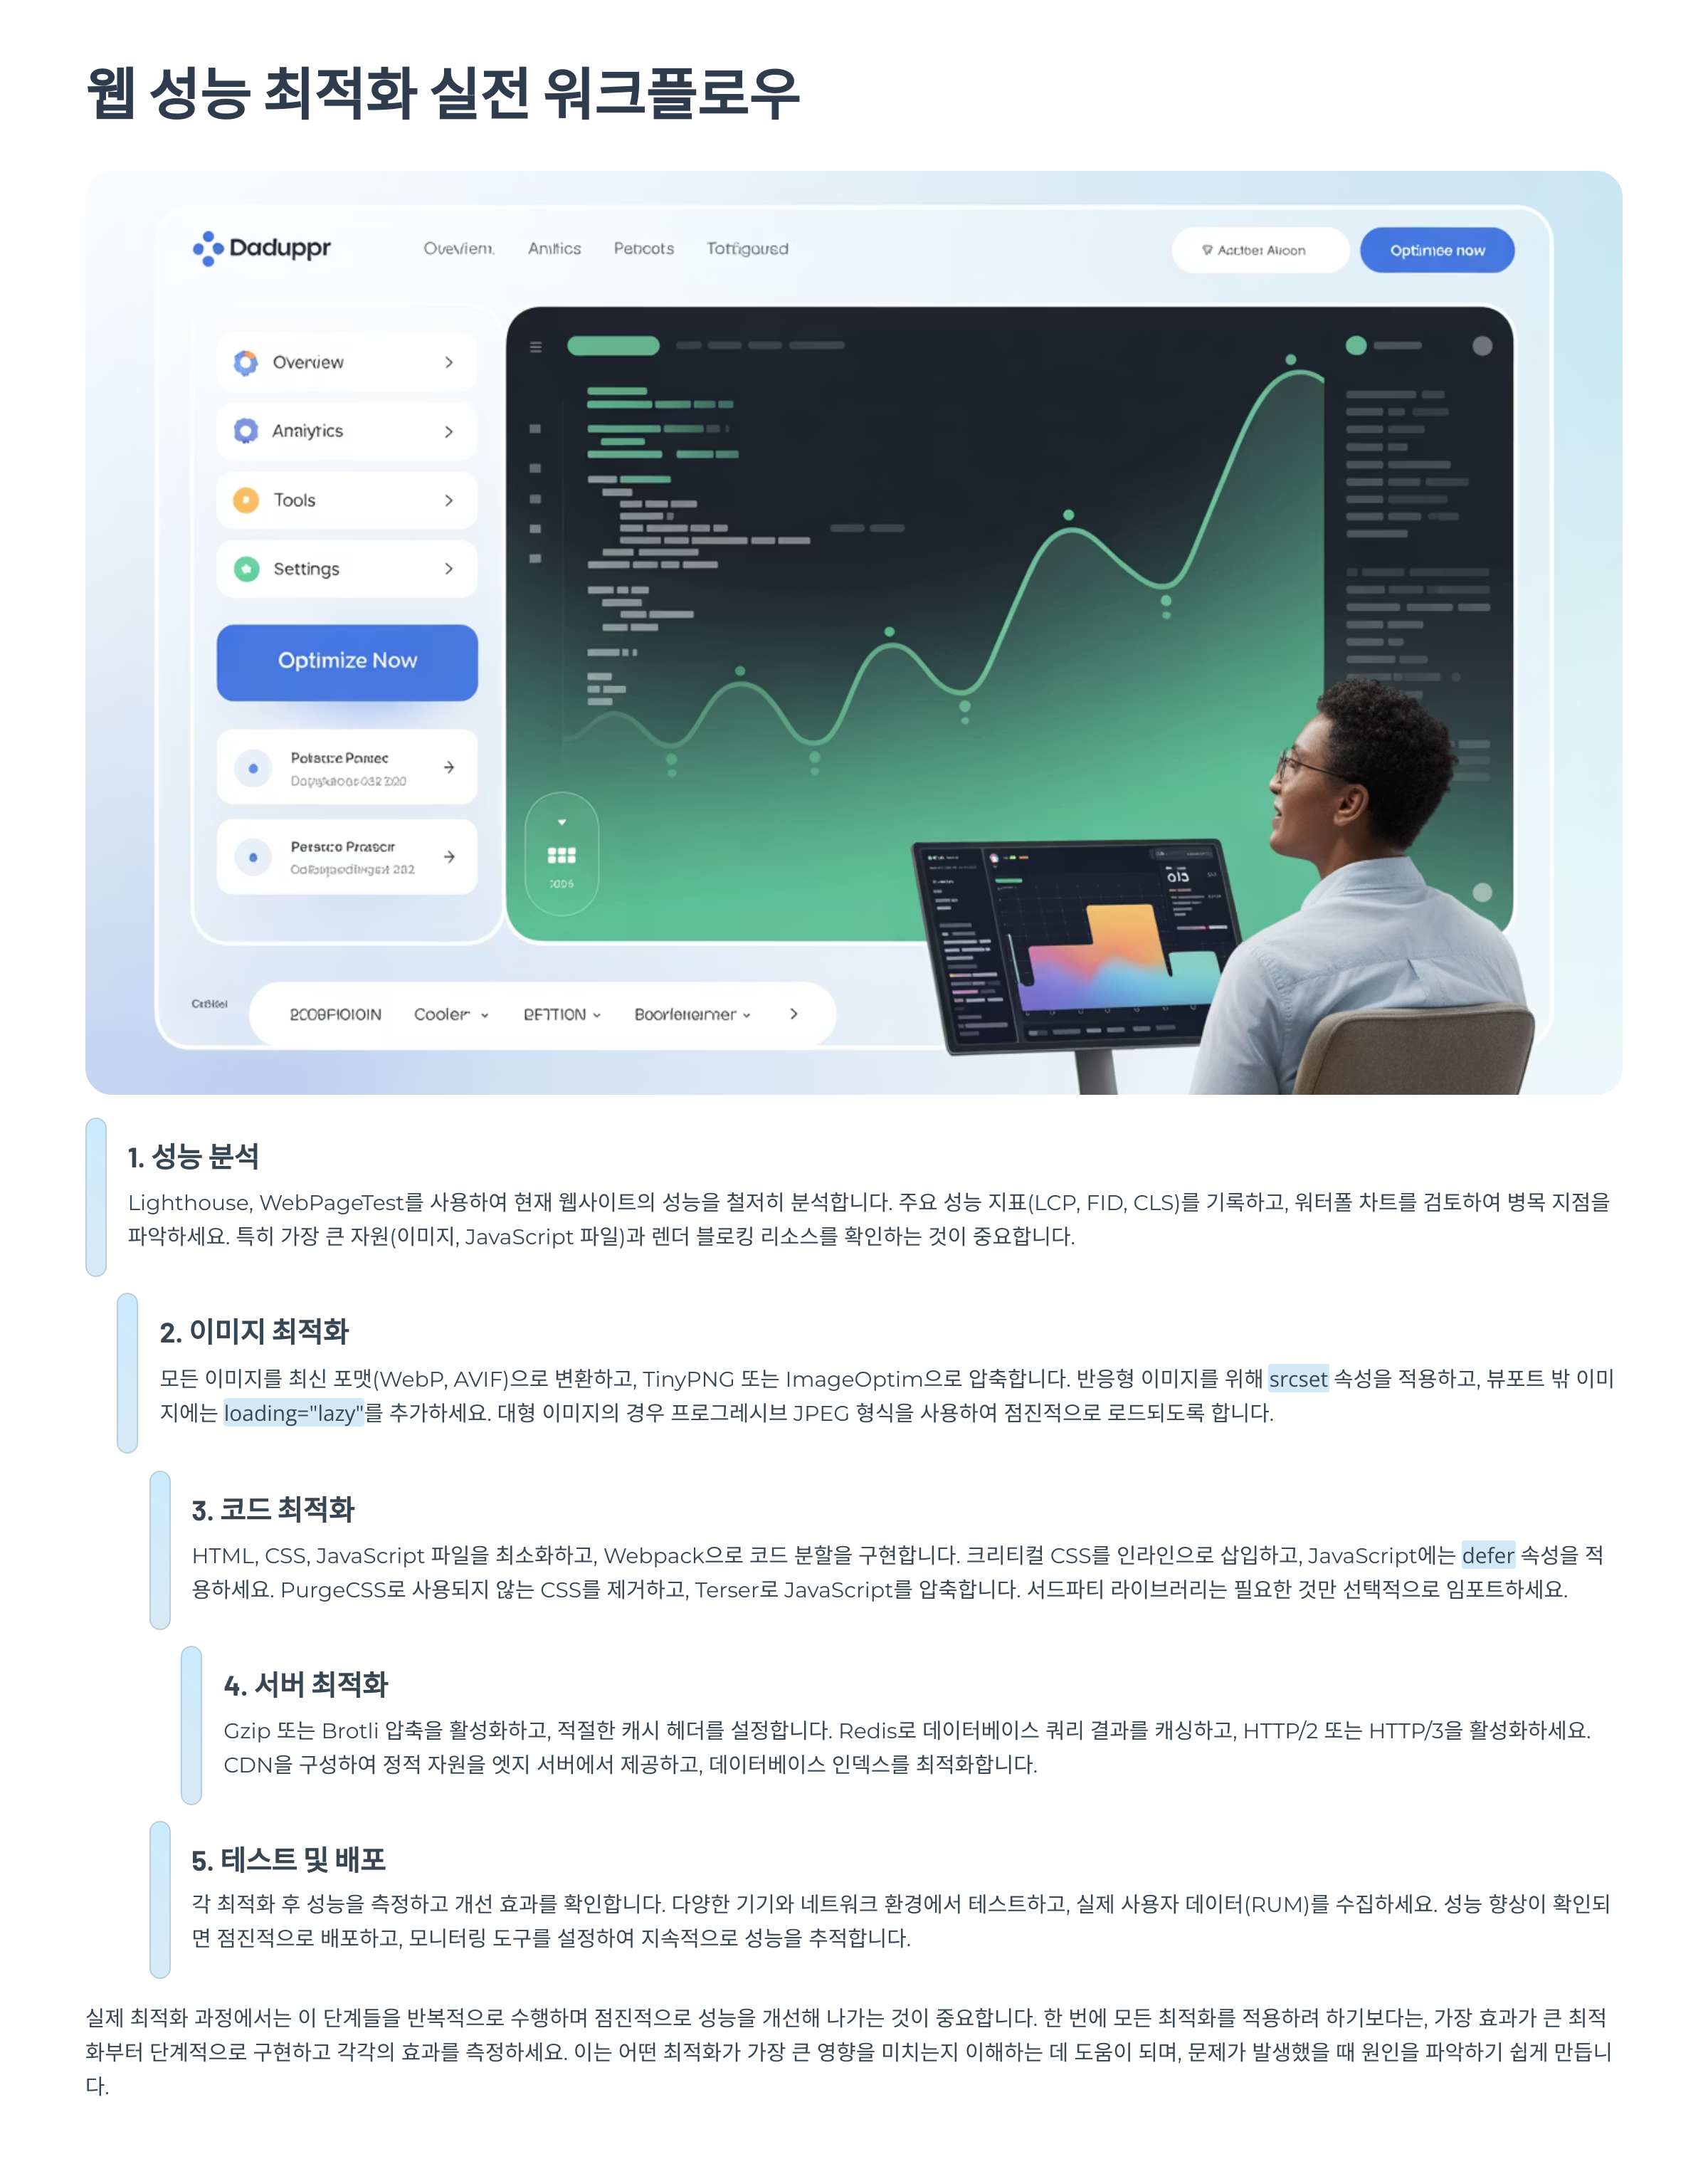 웹 성능 최적화 실전 워크플로우
Daduppr
Optimee now
Overview
Tools
Settings
Optimize Now
Cooler
1. 성능 분석
Lighthouse, WebPageTest를 사용하여 현재 웹사이트의 성능을 철저히 분석합니다. 주요 성능 지표(LCP, FID, CLS)를 기록하고, 워터폴 차트를 검토하여 병목 지점을
파악하세요. 특히 가장 큰 자원(이미지, JavaScript 파일)과 렌더 블로킹 리소스를 확인하는 것이 중요합니다.
2. 이미지 최적화
모든 이미지를 최신 포맷(WebP, AVIF)으로 변환하고, TinyPNG 또는 ImageOptim으로 압축합니다. 반응형 이미지를 위해 srcset 속성을 적용하고, 뷰포트 밖 이미
지에는 loading="lazy"를 추가하세요. 대형 이미지의 경우 프로그레시브 JPEG 형식을 사용하여 점진적으로 로드되도록 합니다.
3. 코드 최적화
HTML, CSS, JavaScript 파일을 최소화하고, Webpack으로 코드 분할을 구현합니다. 크리티컬 CSS를 인라인으로 삽입하고, JavaScript에는 defer 속성을 적
용하세요. PurgeCSS로 사용되지 않는 CSS를 제거하고, Terser로 JavaScript를 압축합니다. 서드파티 라이브러리는 필요한 것만 선택적으로 임포트하세요.
4. 서버 최적화
Gzip 또는 Brotli 압축을 활성화하고, 적절한 캐시 헤더를 설정합니다. Redis로 데이터베이스 쿼리 결과를 캐싱하고, HTTP/2 또는 HTTP/3을 활성화하세요.
CDN을 구성하여 정적 자원을 엣지 서버에서 제공하고, 데이터베이스 인덱스를 최적화합니다.
5. 테스트 및 배포
각 최적화 후 성능을 측정하고 개선 효과를 확인합니다. 다양한 기기와 네트워크 환경에서 테스트하고, 실제 사용자 데이터(RUM)를 수집하세요. 성능 향상이 확인되
면 점진적으로 배포하고, 모니터링 도구를 설정하여 지속적으로 성능을 추적합니다.
실제 최적화 과정에서는 이 단계들을 반복적으로 수행하며 점진적으로 성능을 개선해 나가는 것이 중요합니다. 한 번에 모든 최적화를 적용하려 하기보다는, 가장 효과가 큰 최적
화부터 단계적으로 구현하고 각각의 효과를 측정하세요. 이는 어떤 최적화가 가장 큰 영향을 미치는지 이해하는 데 도움이 되며, 문제가 발생했을 때 원인을 파악하기 쉽게 만듭니
다.